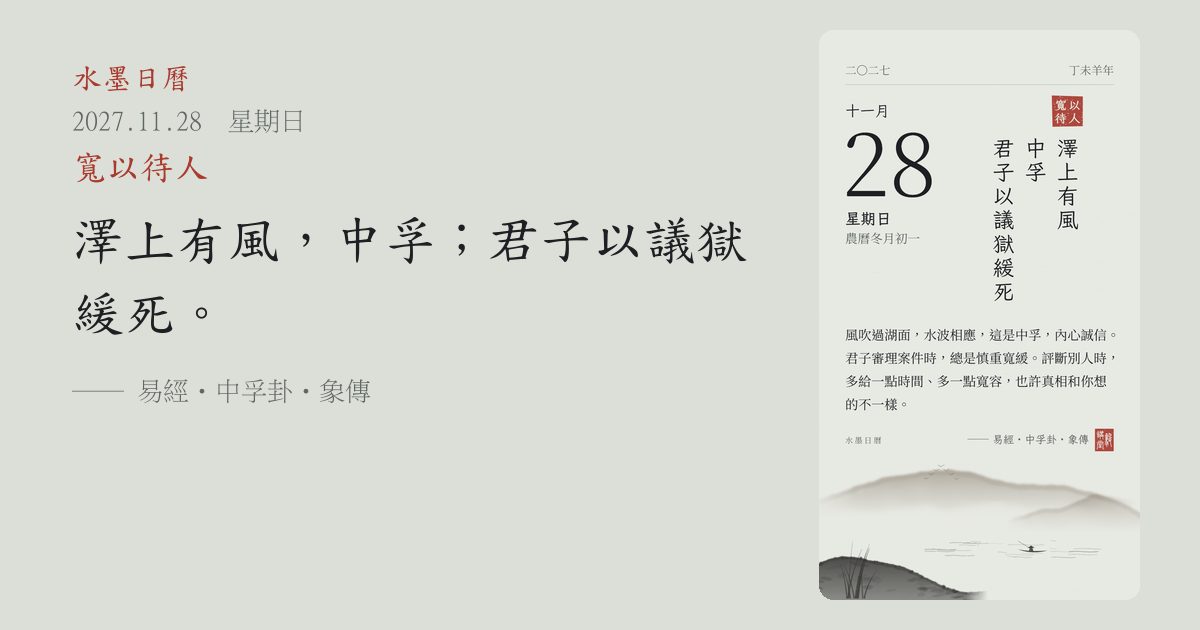 水墨日曆
2027.11.28 星期日
寬以待人
澤上有風，中孚；君子以議獄
緩死。
—— 易經・中孚卦・象傳
二〇二七
丁未羊年
十一月
28
星期日
農曆冬月初一
寬以待人
澤上有風
中孚
君子以議獄緩死
風吹過湖面，水波相應，這是中孚，內心誠信。
君子審理案件時，總是慎重寬緩。評斷別人時，
多給一點時間、多一點寬容，也許真相和你想
的不一樣。
水墨日曆
—— 易經・中孚卦・象傳